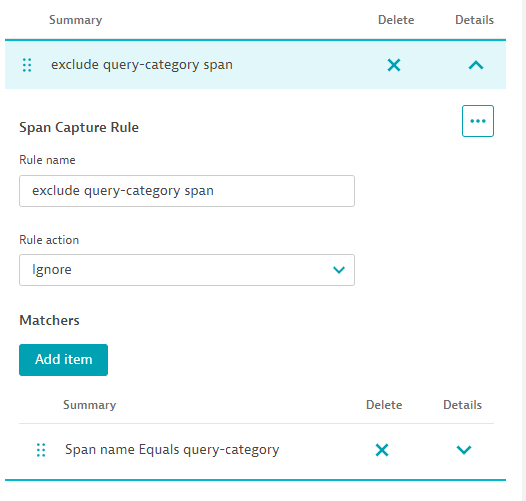 Summary Delete Details
exclude query-category span
Span Capture Rule
Rule name
exclude query-category span
Rule action
Ignore
Matchers
Add item
Summary Delete Details
Span name Equals query-category